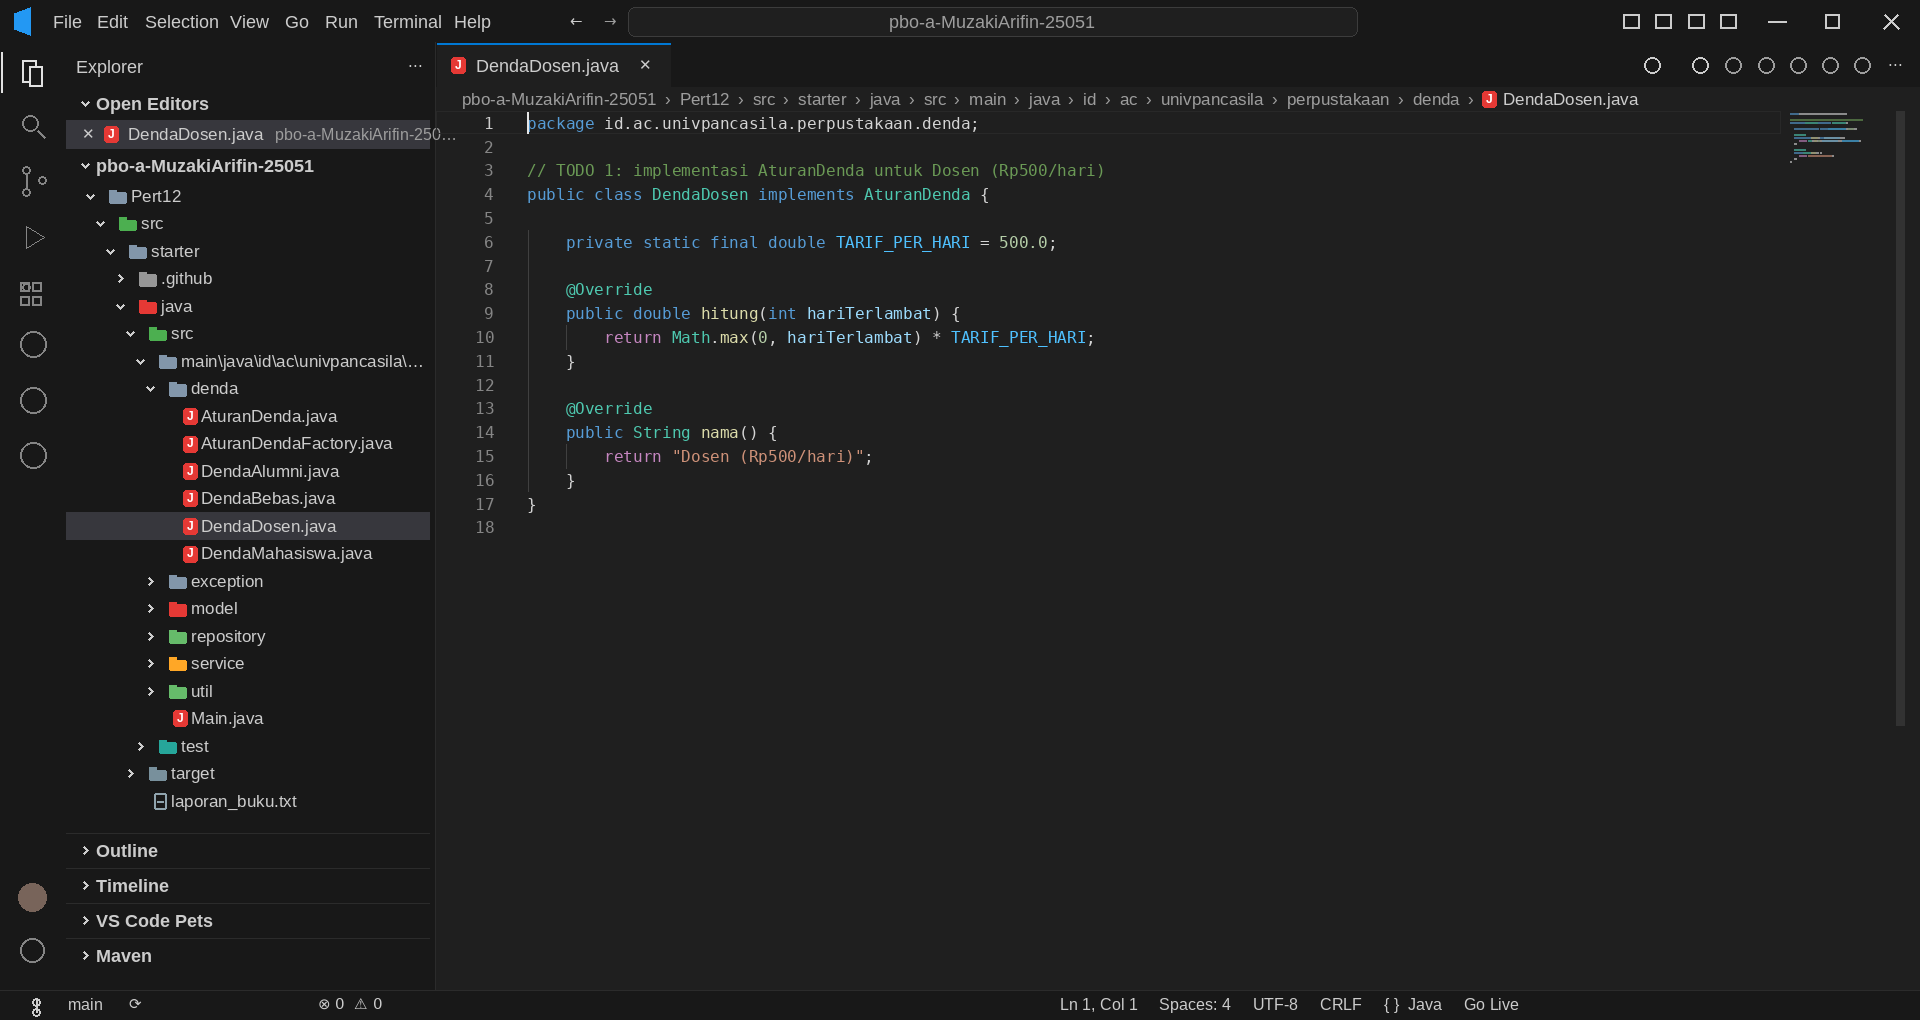 File Edit Selection View Go Run Terminal Help ← → pbo-a-MuzakiArifin-25051
Explorer ...
Open Editors
× J DendaDosen.java pbo-a-MuzakiArifin-250...
pbo-a-MuzakiArifin-25051
Pert12
src
starter
.github
java
src
main\java\id\ac\univpancasila\...
denda
J AturanDenda.java
J AturanDendaFactory.java
J DendaAlumni.java
J DendaBebas.java
J DendaDosen.java
J DendaMahasiswa.java
exception
model
repository
service
util
J Main.java
test
target
laporan_buku.txt
Outline
Timeline
VS Code Pets
Maven
J DendaDosen.java × ...
pbo-a-MuzakiArifin-25051 › Pert12 › src › starter › java › src › main › java › id › ac › univpancasila › perpustakaan › denda › J DendaDosen.java
1 package id.ac.univpancasila.perpustakaan.denda;
2
3 // TODO 1: implementasi AturanDenda untuk Dosen (Rp500/hari)
4 public class DendaDosen implements AturanDenda {
5
6 private static final double TARIF_PER_HARI = 500.0;
7
8 @Override
9 public double hitung(int hariTerlambat) {
10 return Math.max(0, hariTerlambat) * TARIF_PER_HARI;
11 }
12
13 @Override
14 public String nama() {
15 return "Dosen (Rp500/hari)";
16 }
17 }
18
main ⟳ ⊗ 0 ⚠ 0 Ln 1, Col 1 Spaces: 4 UTF-8 CRLF { } Java Go Live